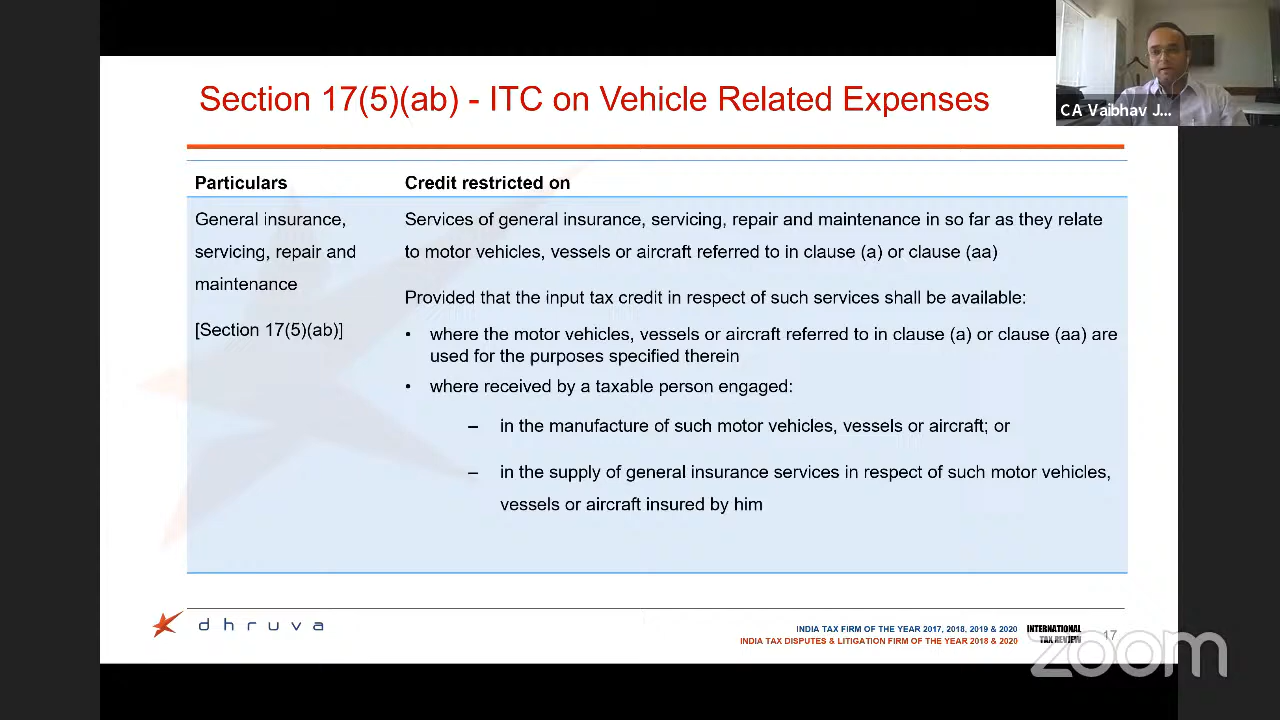 Section 17(5)(ab) - ITC on Vehicle Related Expenses
CA Vaibhav J...
Particulars
Credit restricted on
General insurance,
servicing, repair and
maintenance
[Section 17(5)(ab)]
Services of general insurance, servicing, repair and maintenance in so far as they relate
to motor vehicles, vessels or aircraft referred to in clause (a) or clause (aa)
Provided that the input tax credit in respect of such services shall be available:
• where the motor vehicles, vessels or aircraft referred to in clause (a) or clause (aa) are
used for the purposes specified therein
• where received by a taxable person engaged:
– in the manufacture of such motor vehicles, vessels or aircraft; or
– in the supply of general insurance services in respect of such motor vehicles,
vessels or aircraft insured by him
dhruva
INDIA TAX FIRM OF THE YEAR 2017, 2018, 2019 & 2020
INDIA TAX DISPUTES & LITIGATION FIRM OF THE YEAR 2018 & 2020
INTERNATIONAL
TAX REVIEW
17
zoom